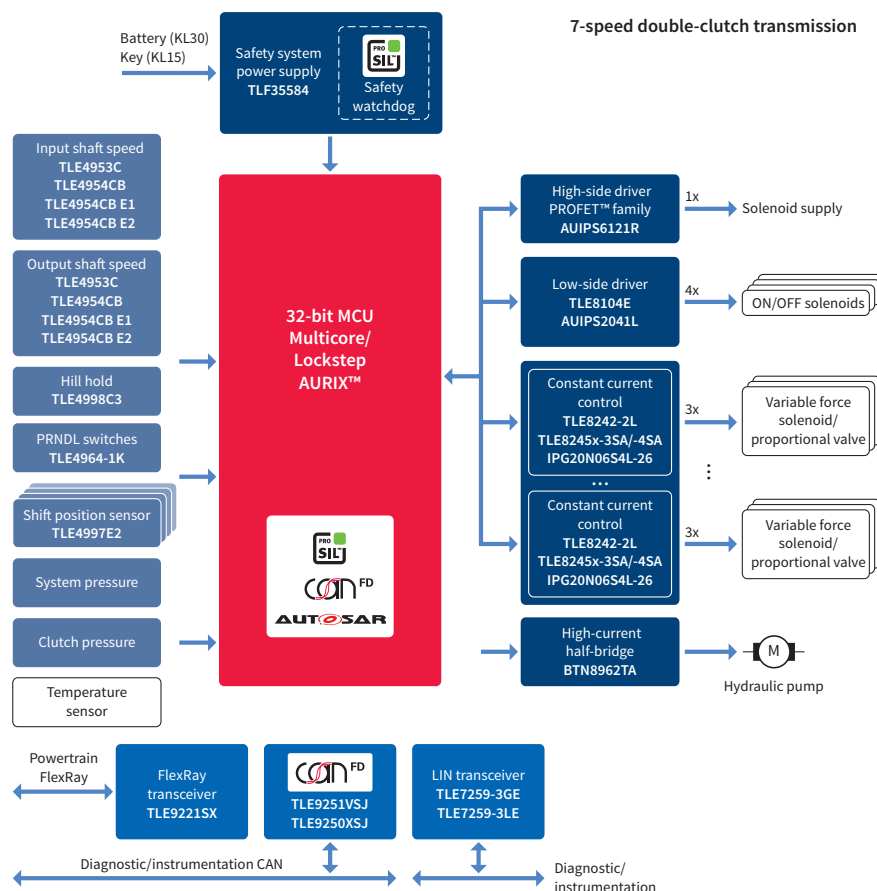 7-speed double-clutch transmission
Battery (KL30)
Key (KL15)
Safety system
power supply
TLF35584
PRO
SIL
Safety
watchdog
Input shaft speed
TLE4953C
TLE4954CB
TLE4954CB E1
TLE4954CB E2
Output shaft speed
TLE4953C
TLE4954CB
TLE4954CB E1
TLE4954CB E2
Hill hold
TLE4998C3
PRNDL switches
TLE4964-1K
Shift position sensor
TLE4997E2
System pressure
Clutch pressure
Temperature
sensor
32-bit MCU
Multicore/
Lockstep
AURIX™
PRO
SIL
CAN FD
AUTOSAR
High-side driver
PROFET™ family
AUIPS6121R
1x
Solenoid supply
Low-side driver
TLE8104E
AUIPS2041L
4x
ON/OFF solenoids
Constant current
control
TLE8242-2L
TLE8245x-3SA/-4SA
IPG20N06S4L-26
3x
Variable force
solenoid/
proportional valve
...
⋮
Constant current
control
TLE8242-2L
TLE8245x-3SA/-4SA
IPG20N06S4L-26
3x
Variable force
solenoid/
proportional valve
High-current
half-bridge
BTN8962TA
M
Hydraulic pump
Powertrain
FlexRay
FlexRay
transceiver
TLE9221SX
CAN FD
TLE9251VSJ
TLE9250XSJ
LIN transceiver
TLE7259-3GE
TLE7259-3LE
Diagnostic/instrumentation CAN
Diagnostic/
instrumentation